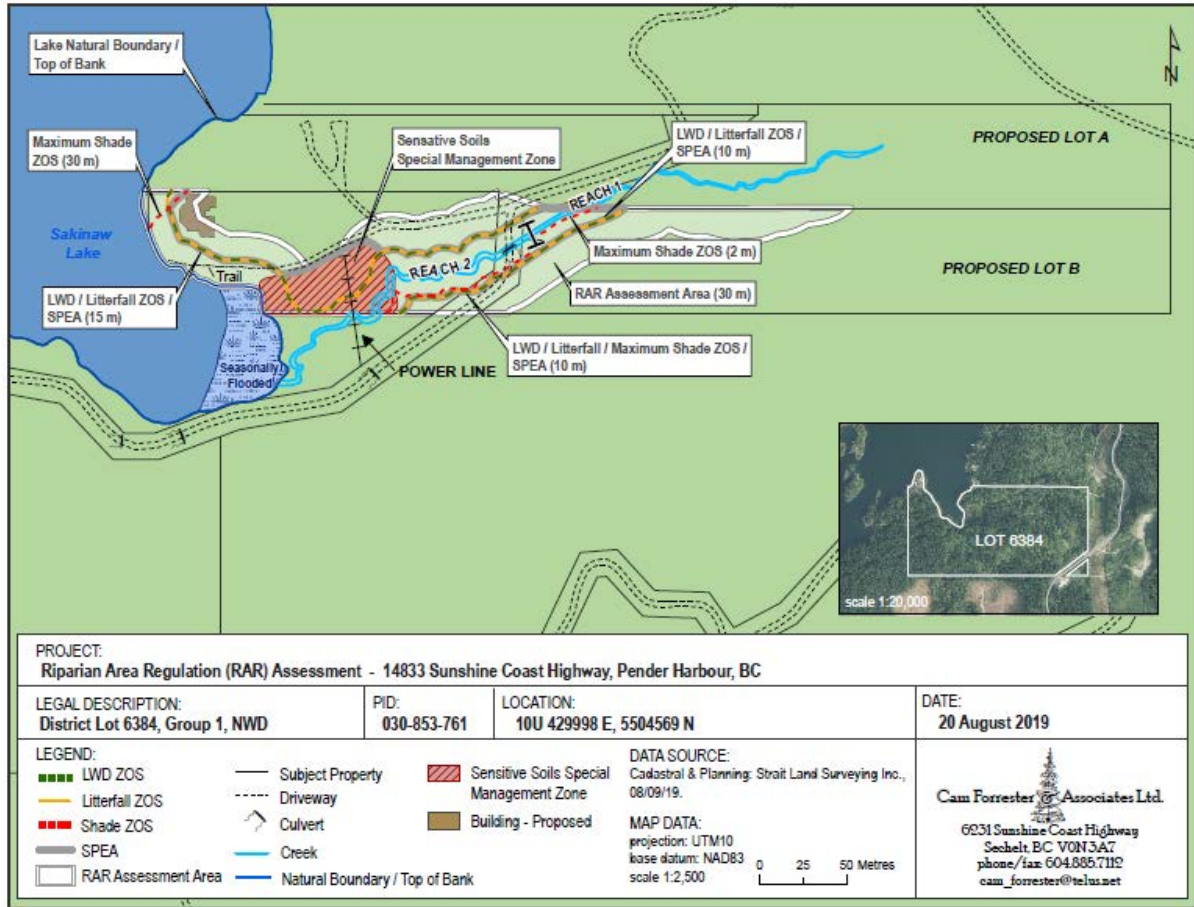 Lake Natural Boundary /
Top of Bank
N
Maximum Shade
ZOS (30 m)
Sensative Soils
Special Management Zone
LWD / Litterfall ZOS /
SPEA (10 m)
PROPOSED LOT A
REACH 1
Sakinaw
Lake
REACH 2
Maximum Shade ZOS (2 m)
PROPOSED LOT B
Trail
RAR Assessment Area (30 m)
LWD / Litterfall ZOS /
SPEA (15 m)
LWD / Litterfall / Maximum Shade ZOS /
SPEA (10 m)
Seasonally
Flooded
POWER LINE
LOT 6384
scale 1:20,000
PROJECT:
Riparian Area Regulation (RAR) Assessment - 14833 Sunshine Coast Highway, Pender Harbour, BC
LEGAL DESCRIPTION:
District Lot 6384, Group 1, NWD
PID:
030-853-761
LOCATION:
10U 429998 E, 5504569 N
DATE:
20 August 2019
LEGEND:
LWD ZOS
Litterfall ZOS
Shade ZOS
SPEA
RAR Assessment Area
Subject Property
Driveway
Culvert
Creek
Natural Boundary / Top of Bank
Sensitive Soils Special
Management Zone
Building - Proposed
DATA SOURCE:
Cadastral & Planning: Strait Land Surveying Inc.,
08/09/19.
MAP DATA:
projection: UTM10
base datum: NAD83
scale 1:2,500
0 25 50 Metres
Cam Forrester & Associates Ltd.
6231 Sunshine Coast Highway
Sechelt, BC V0N 3A7
phone/fax 604.885.7112
cam_forrester@telus.net